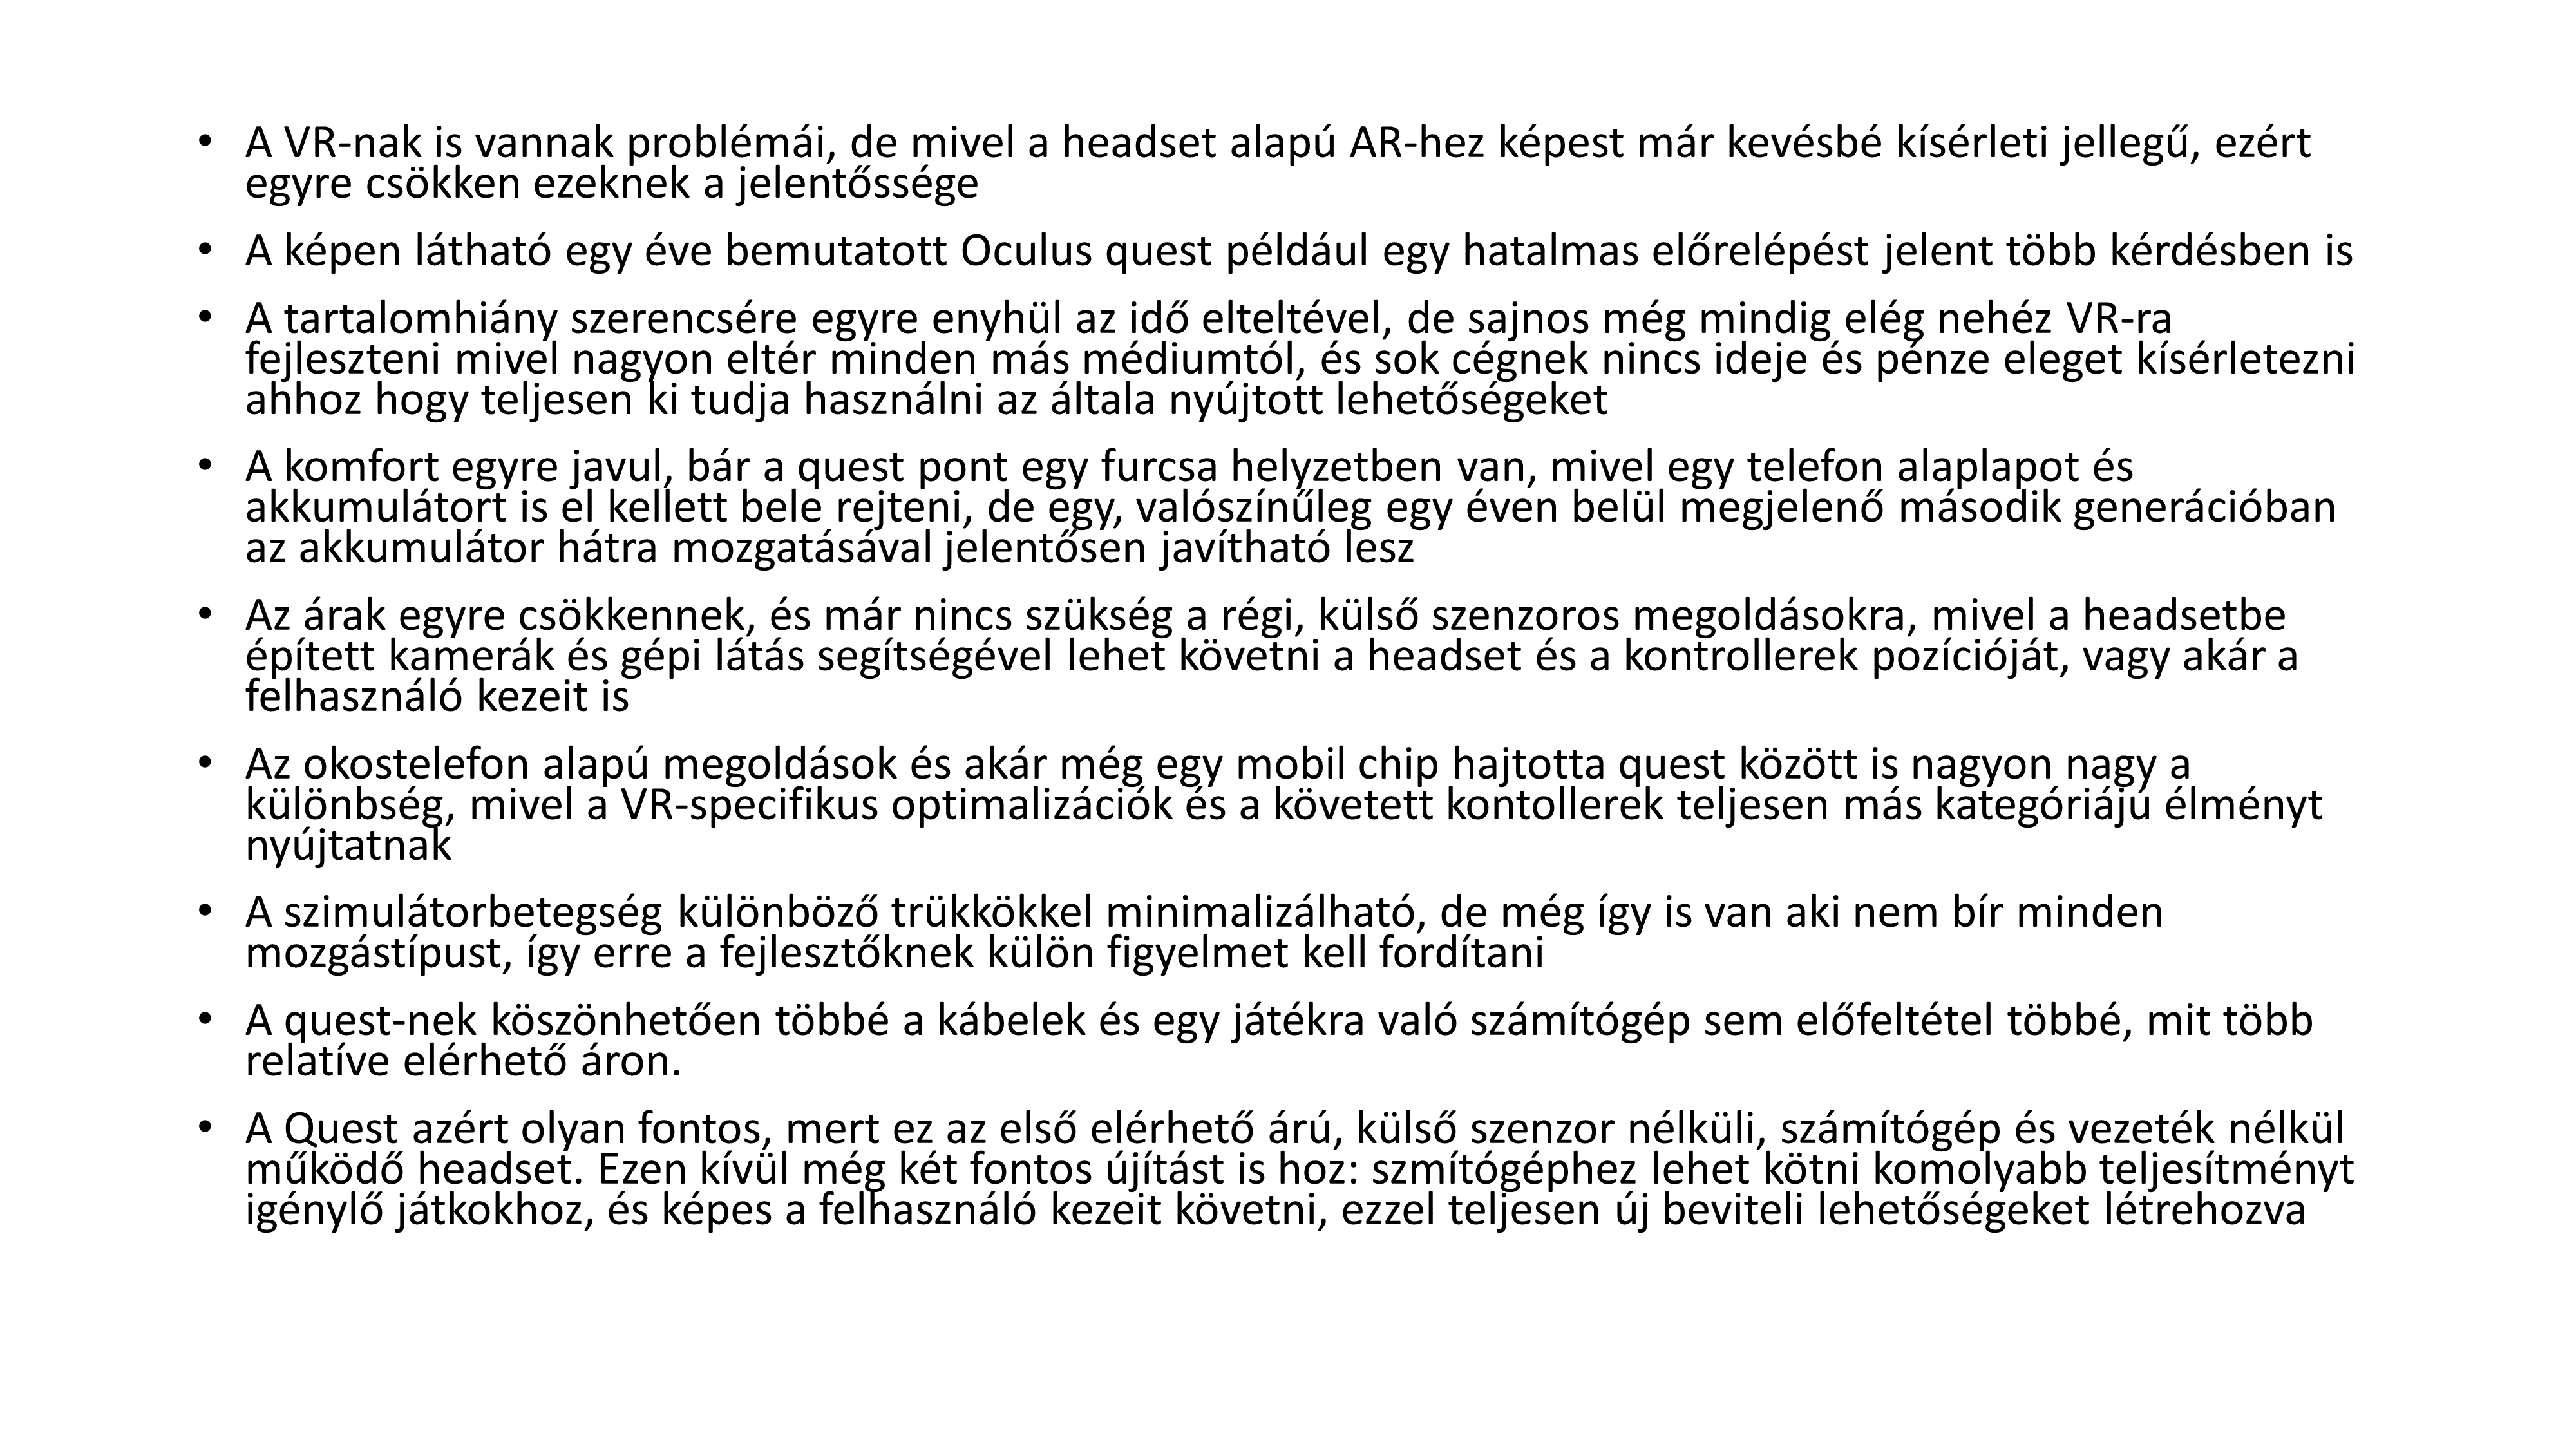 • A VR-nak is vannak problémái, de mivel a headset alapú AR-hez képest már kevésbé kísérleti jellegű, ezért
egyre csökken ezeknek a jelentőssége
• A képen látható egy éve bemutatott Oculus quest például egy hatalmas előrelépést jelent több kérdésben is
• A tartalomhiány szerencsére egyre enyhül az idő elteltével, de sajnos még mindig elég nehéz VR-ra
fejleszteni mivel nagyon eltér minden más médiumtól, és sok cégnek nincs ideje és pénze eleget kísérletezni
ahhoz hogy teljesen ki tudja használni az általa nyújtott lehetőségeket
• A komfort egyre javul, bár a quest pont egy furcsa helyzetben van, mivel egy telefon alaplapot és
akkumulátort is el kellett bele rejteni, de egy, valószínűleg egy éven belül megjelenő második generációban
az akkumulátor hátra mozgatásával jelentősen javítható lesz
• Az árak egyre csökkennek, és már nincs szükség a régi, külső szenzoros megoldásokra, mivel a headsetbe
épített kamerák és gépi látás segítségével lehet követni a headset és a kontrollerek pozícióját, vagy akár a
felhasználó kezeit is
• Az okostelefon alapú megoldások és akár még egy mobil chip hajtotta quest között is nagyon nagy a
különbség, mivel a VR-specifikus optimalizációk és a követett kontollerek teljesen más kategóriájú élményt
nyújtatnak
• A szimulátorbetegség különböző trükkökkel minimalizálható, de még így is van aki nem bír minden
mozgástípust, így erre a fejlesztőknek külön figyelmet kell fordítani
• A quest-nek köszönhetően többé a kábelek és egy játékra való számítógép sem előfeltétel többé, mit több
relatíve elérhető áron.
• A Quest azért olyan fontos, mert ez az első elérhető árú, külső szenzor nélküli, számítógép és vezeték nélkül
működő headset. Ezen kívül még két fontos újítást is hoz: szmítógéphez lehet kötni komolyabb teljesítményt
igénylő játkokhoz, és képes a felhasználó kezeit követni, ezzel teljesen új beviteli lehetőségeket létrehozva